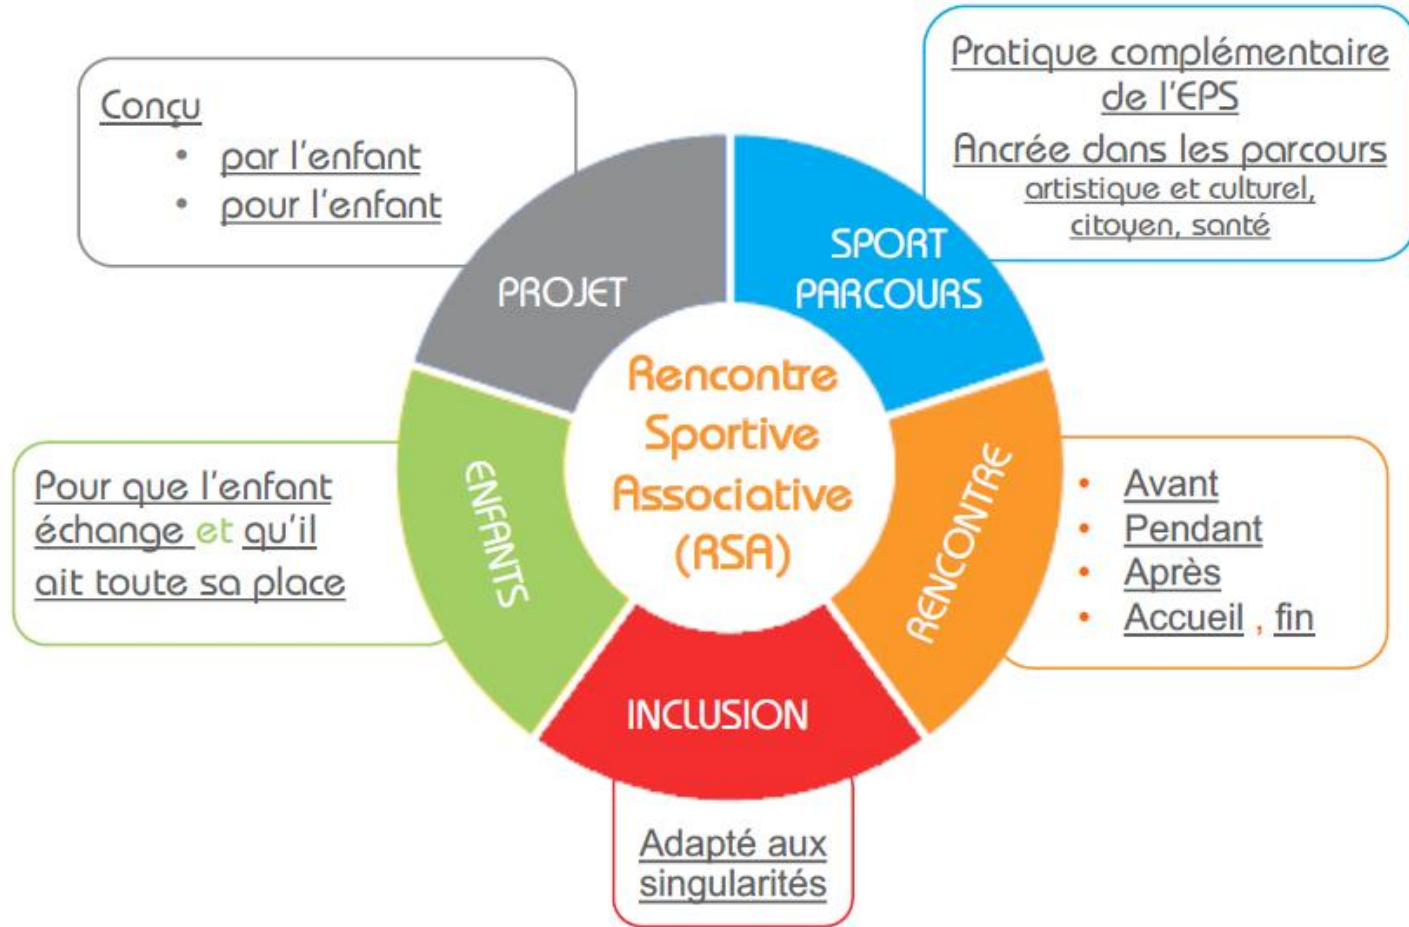 Conçu
• par l'enfant
• pour l'enfant
Pratique complémentaire
de l'EPS
Ancrée dans les parcours
artistique et culturel,
citoyen, santé
PROJET
SPORT
PARCOURS
Rencontre
Sportive
Associative
(RSA)
ENFANTS
RENCONTRE
INCLUSION
Pour que l'enfant
échange et qu'il
ait toute sa place
• Avant
• Pendant
• Après
• Accueil , fin
Adapté aux
singularités